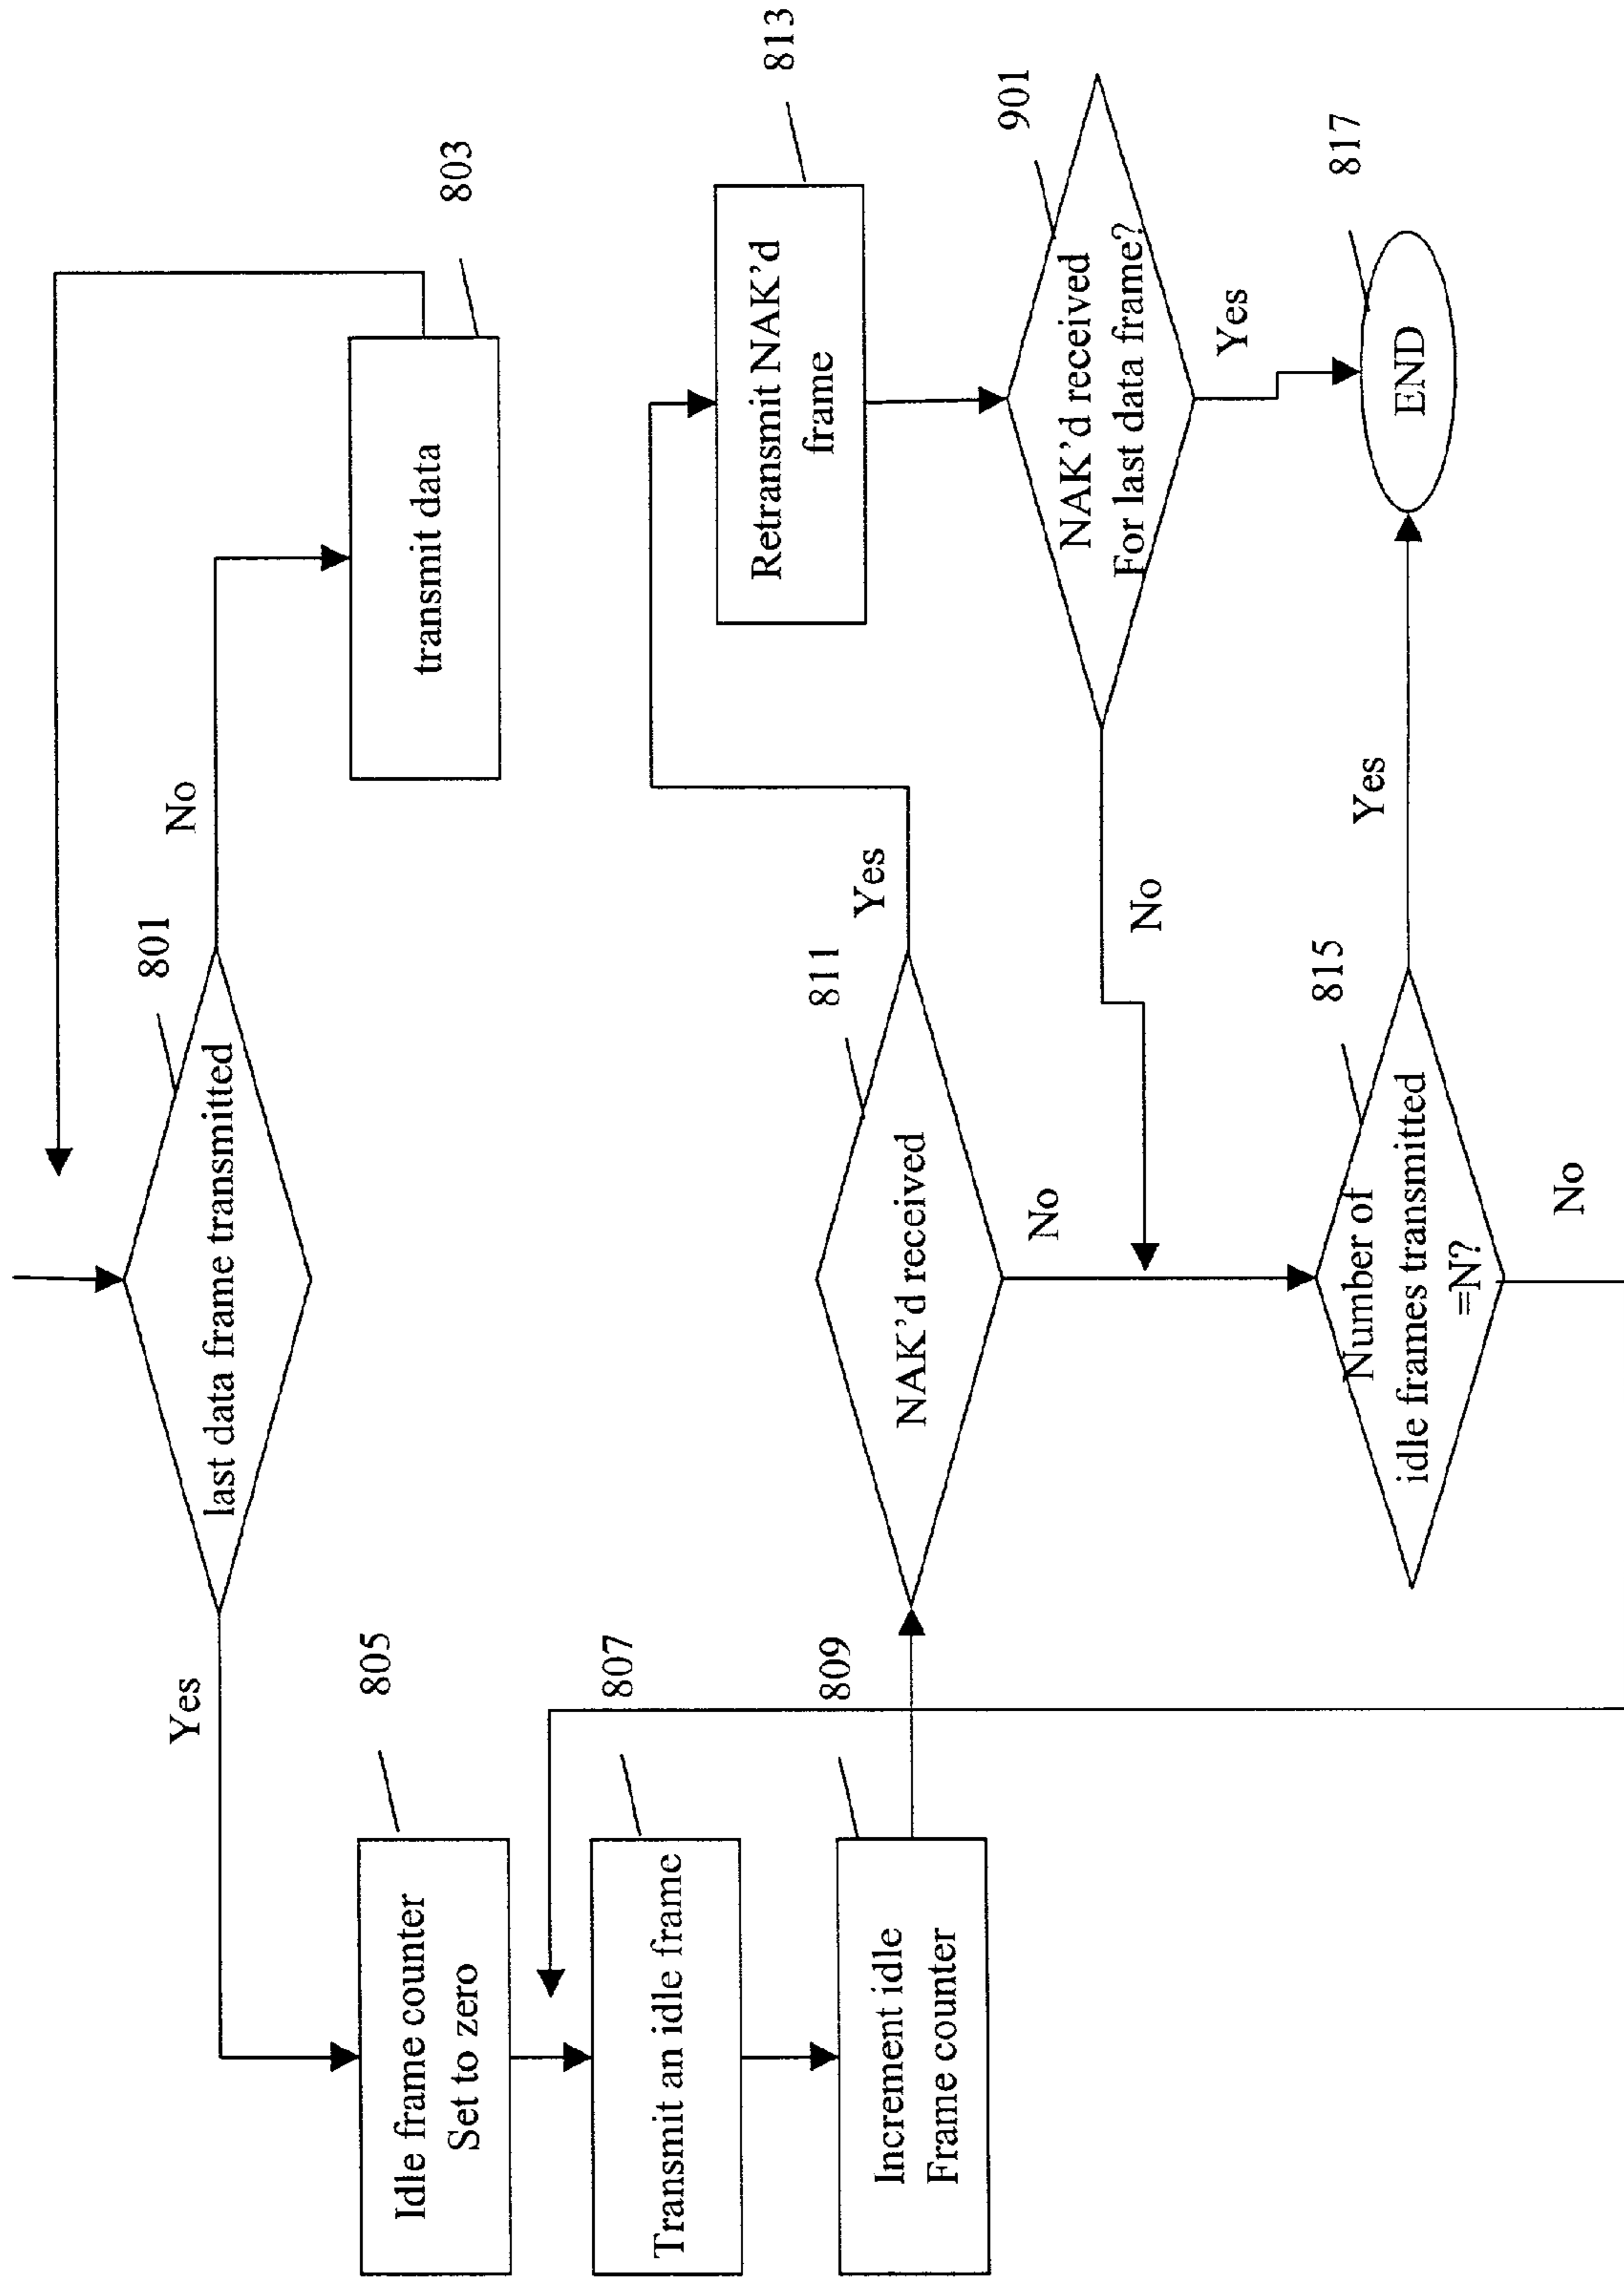 801
last data frame transmitted
Yes
No
803
transmit data
805
Idle frame counter
Set to zero
807
Transmit an idle frame
809
Increment idle
Frame counter
811
NAK'd received
Yes
No
813
Retransmit NAK'd
frame
901
NAK'd received
For last data frame?
No
Yes
815
Number of
idle frames transmitted
=N?
Yes
No
817
END